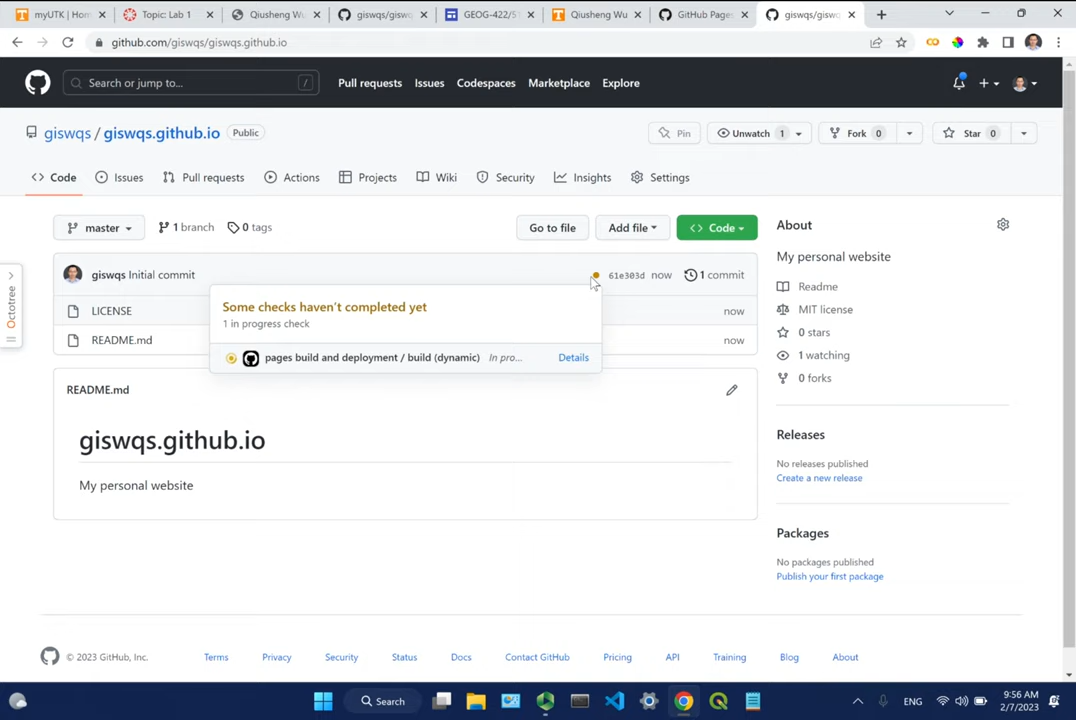 myUTK | Hom
Topic: Lab 1
Qiusheng Wu
giswqs/giswq
GEOG-422/51
Qiusheng Wu
GitHub Pages
giswqs/giswq
github.com/giswqs/giswqs.github.io
Search or jump to...
/
Pull requests
Issues
Codespaces
Marketplace
Explore
giswqs / giswqs.github.io
Public
Pin
Unwatch 1
Fork 0
Star 0
<> Code
Issues
Pull requests
Actions
Projects
Wiki
Security
Insights
Settings
master
1 branch
0 tags
Go to file
Add file
<> Code
giswqs Initial commit
61e303d now
1 commit
LICENSE
now
README.md
now
Some checks haven't completed yet
1 in progress check
pages build and deployment / build (dynamic) In pro...
Details
Octotree
README.md
giswqs.github.io
My personal website
About
My personal website
Readme
MIT license
0 stars
1 watching
0 forks
Releases
No releases published
Create a new release
Packages
No packages published
Publish your first package
© 2023 GitHub, Inc.
Terms
Privacy
Security
Status
Docs
Contact GitHub
Pricing
API
Training
Blog
About
Search
ENG
9:56 AM
2/7/2023